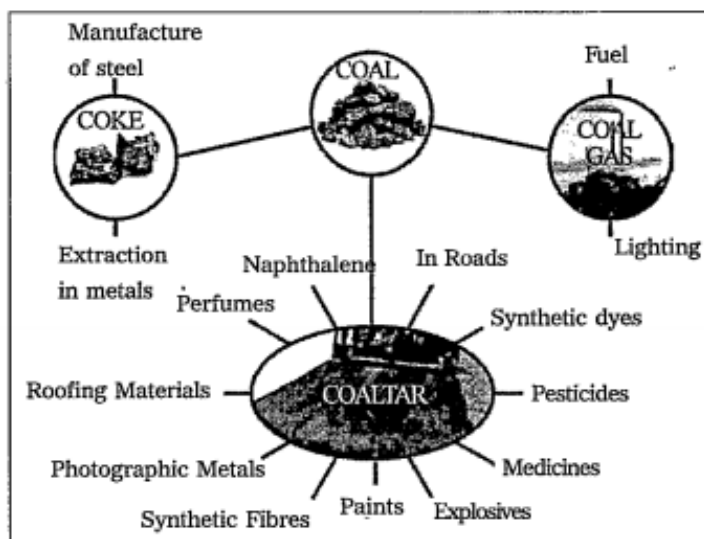 Manufacture
of steel
COKE
Extraction
in metals
COAL
Fuel
COAL
GAS
Lighting
Naphthalene
In Roads
Perfumes
Synthetic dyes
Roofing Materials
COALTAR
Pesticides
Photographic Metals
Medicines
Synthetic Fibres
Paints
Explosives